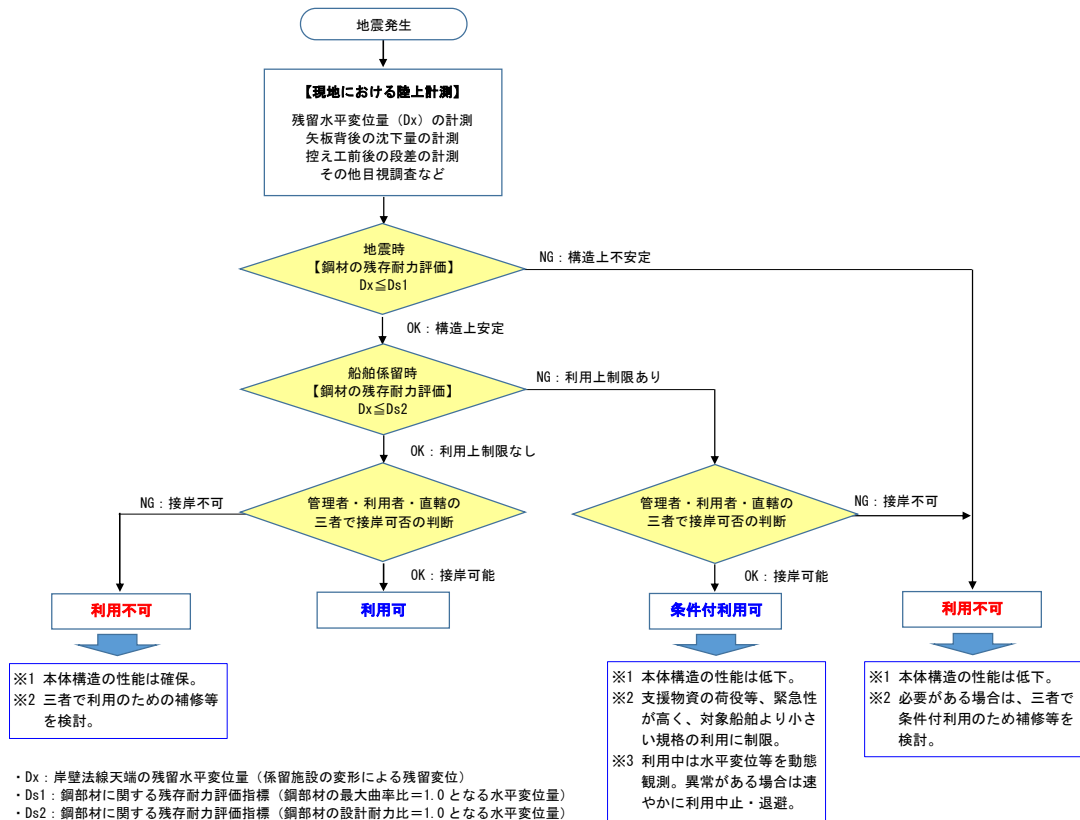 地震発生
【現地における陸上計測】
残留水平変位量（Dx）の計測
矢板背後の沈下量の計測
控え工前後の段差の計測
その他目視調査など
地震時
【鋼材の残存耐力評価】
Dx≦Ds1
NG：構造上不安定
OK：構造上安定
船舶係留時
【鋼材の残存耐力評価】
Dx≦Ds2
NG：利用上制限あり
OK：利用上制限なし
NG：接岸不可
管理者・利用者・直轄の
三者で接岸可否の判断
管理者・利用者・直轄の
三者で接岸可否の判断
NG：接岸不可
OK：接岸可能
OK：接岸可能
利用不可
利用可
条件付利用可
利用不可
※1 本体構造の性能は確保。
※2 三者で利用のための補修等
を検討。
※1 本体構造の性能は低下。
※2 支援物資の荷役等、緊急性
が高く、対象船舶より小さ
い規格の利用に制限。
※3 利用中は水平変位等を動態
観測。異常がある場合は速
やかに利用中止・退避。
※1 本体構造の性能は低下。
※2 必要がある場合は、三者で
条件付利用のため補修等を
検討。
・Dx：岸壁法線天端の残留水平変位量（係留施設の変形による残留変位）
・Ds1：鋼部材に関する残存耐力評価指標（鋼部材の最大曲率比＝1.0となる水平変位量）
・Ds2：鋼部材に関する残存耐力評価指標（鋼部材の設計耐力比＝1.0となる水平変位量）